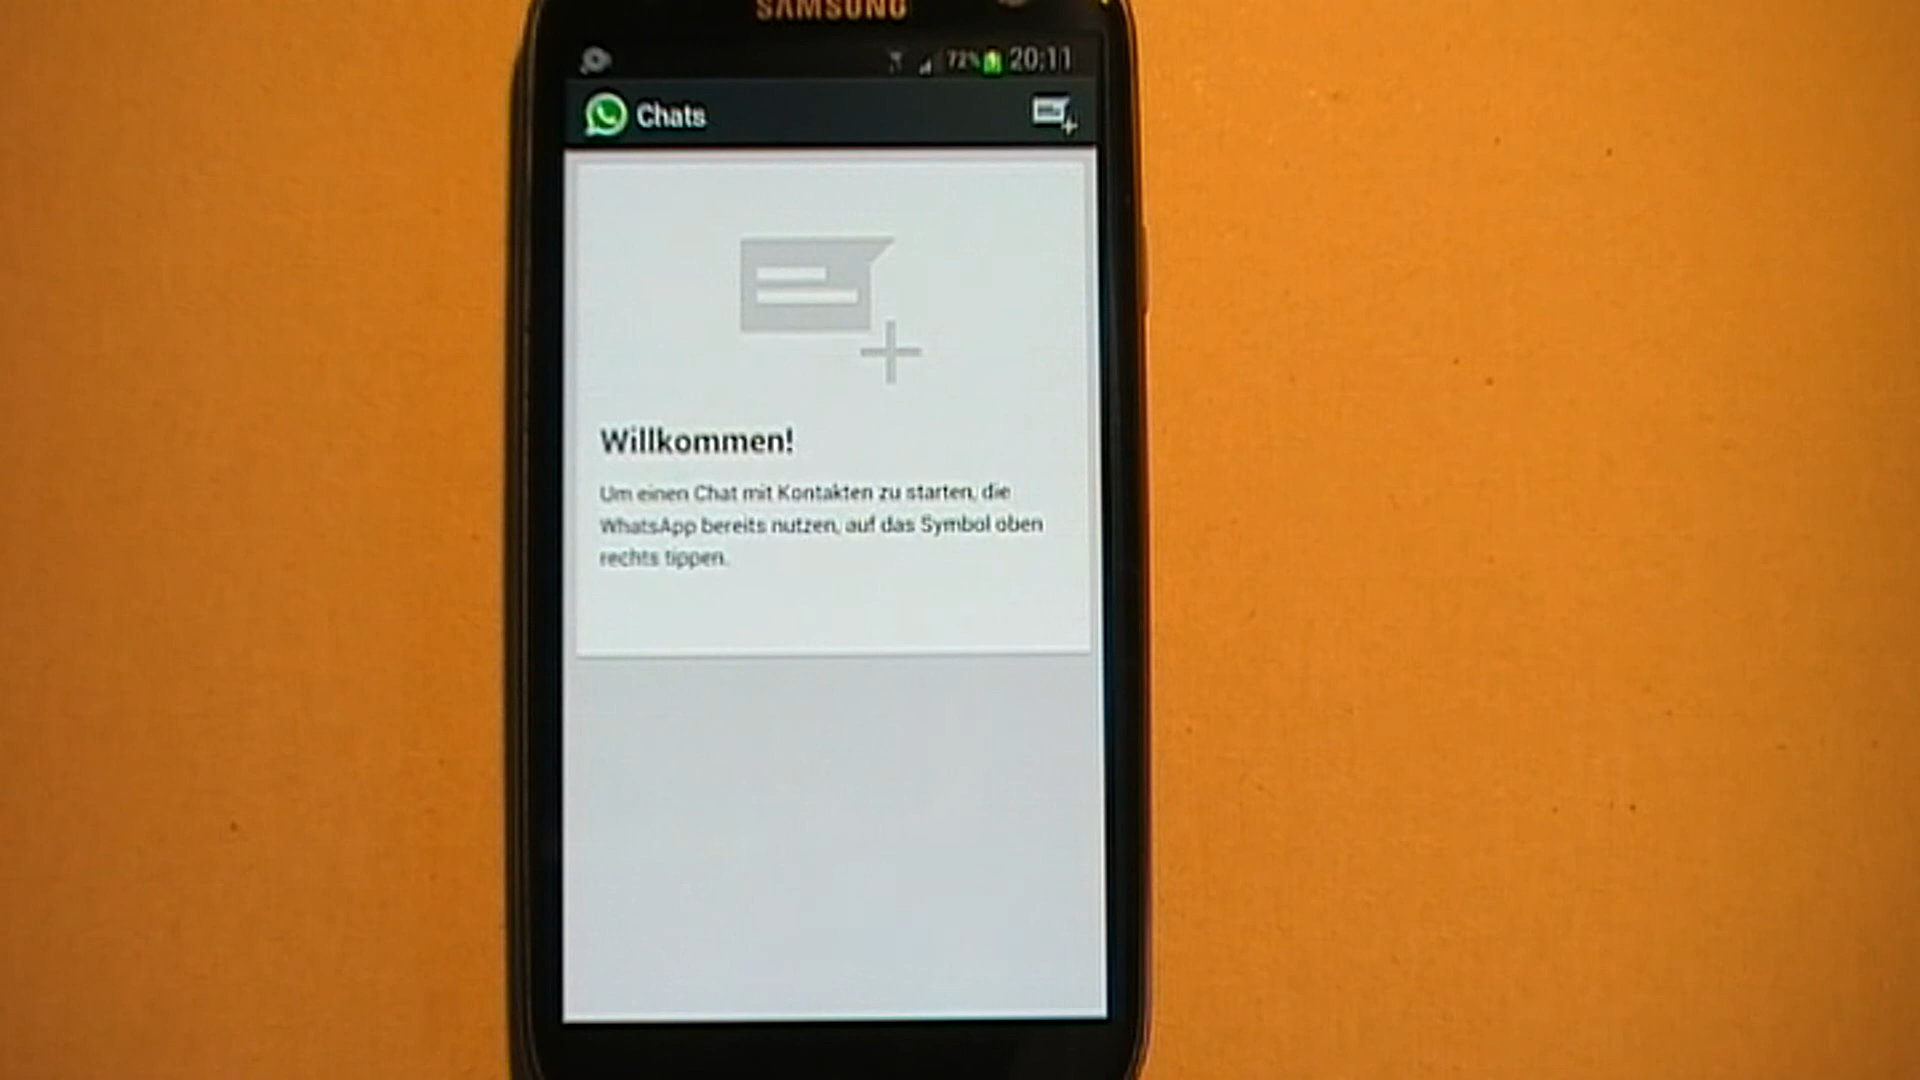 SAMSUNG
72% 20:11
Chats
Willkommen!
Um einen Chat mit Kontakten zu starten, die
WhatsApp bereits nutzen, auf das Symbol oben
rechts tippen.